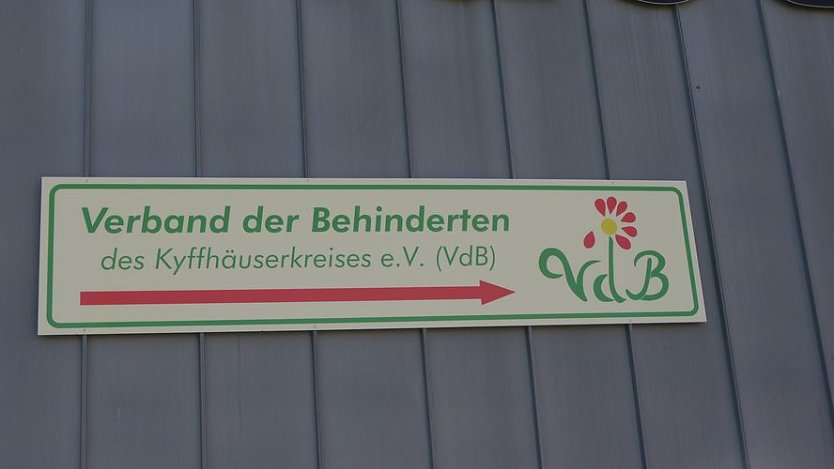 Verband der Behinderten
des Kyffhäuserkreises e.V. (VdB)
VdB